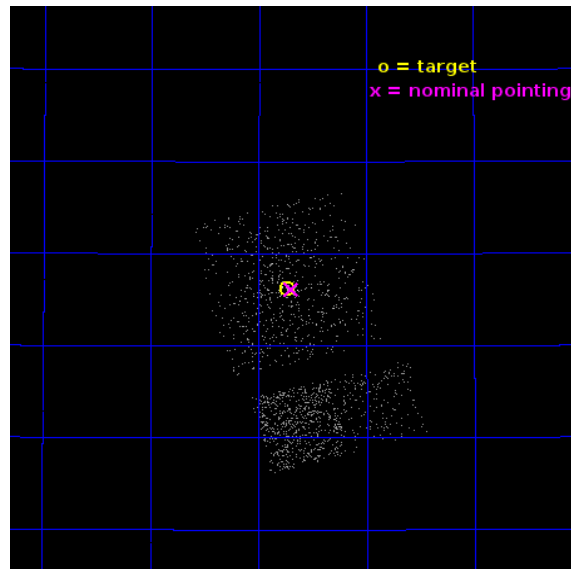 o = target
x = nominal pointing